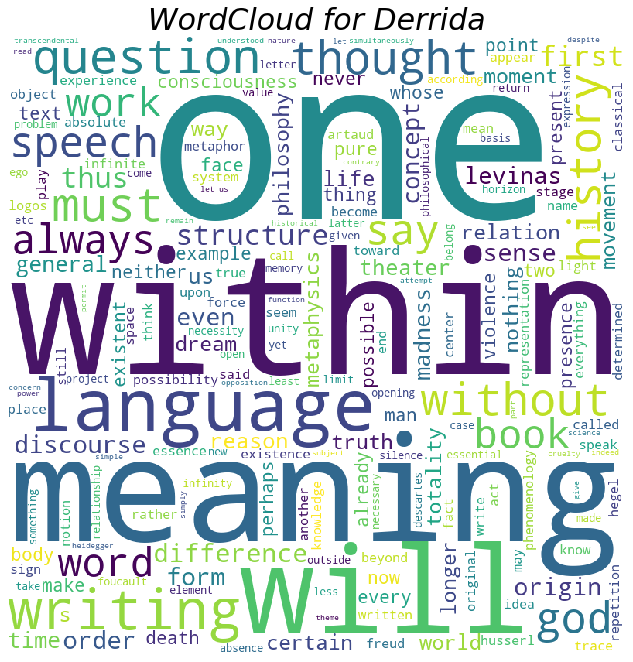 WordCloud for Derrida
transcendental understood nature let simultaneously despite
read letter according appear return expression
question thought point first
experience consciousness never whose moment
object value
text work one present classical
problem absolute way artaud mean basis
metaphor pure concept philosophical history
speech infinite face philosophy life levinas
ego play come system contrary horizon stage
logos thus let us thing name movement
etc must remain historical become latter belong
always structure given say relation
general example call toward sense two light
neither us true memory metaphysics theater nothing
within
upon force function attempt
existent space think even necessity seem unity possible end madness center violence representation presence everything determined
still dream open yet
project possibility said opposition least limit opening without
concern power language man
place book called
discourse reason truth case science part speak
essence new existence subject silence essential cruelty indeed
simple meaning
something notion relationship infinity perhaps another knowledge already necessary descartes totality fact write act phenomenology give made hegel
rather simply
body heidegger outside beyond may know
sign word difference
take make foucault form element less now longer original origin
writing will every written idea god repetition
time order death certain theme world husserl
absence freud trace